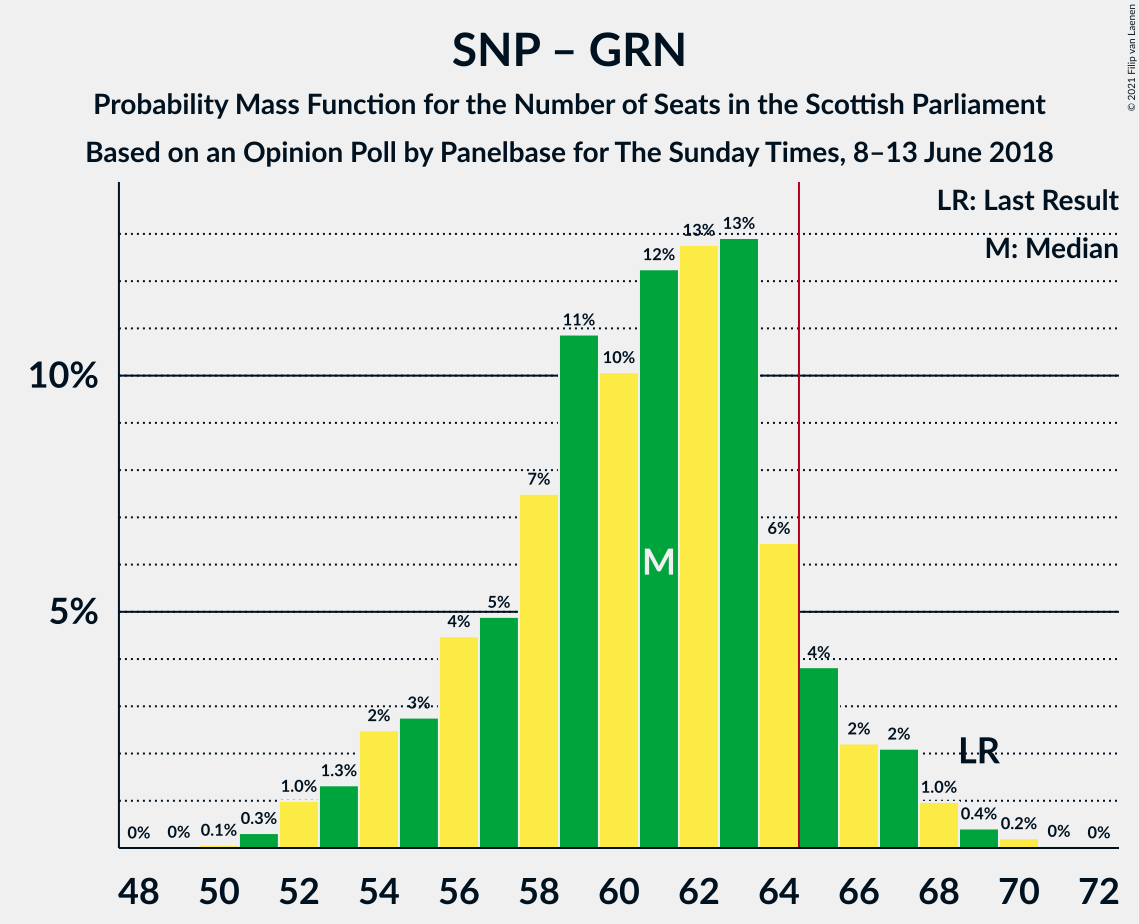 SNP – GRN
Probability Mass Function for the Number of Seats in the Scottish Parliament
Based on an Opinion Poll by Panelbase for The Sunday Times, 8–13 June 2018
© 2021 Filip van Laenen
LR: Last Result
M: Median
10%
5%
0% 0% 0.1% 0.3% 1.0% 1.3% 2% 3% 4% 5% 7% 11% 10% 12% 13% 13% 6% 4% 2% 2% 1.0% 0.4% 0.2% 0% 0%
M
LR
48 50 52 54 56 58 60 62 64 66 68 70 72